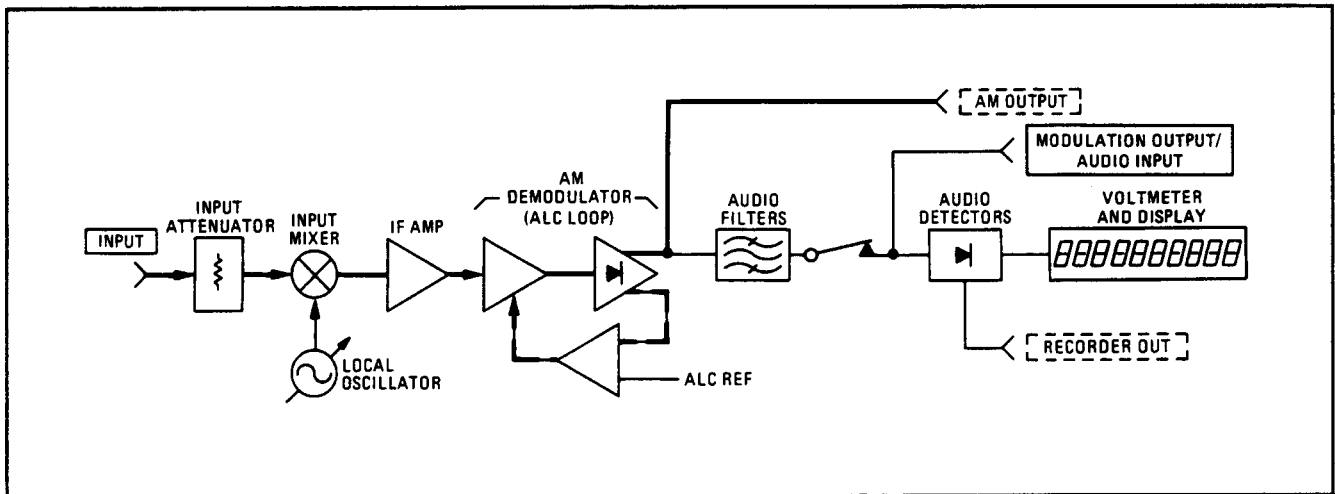 AM OUTPUT
MODULATION OUTPUT/
AUDIO INPUT
AM
DEMODULATOR
(ALC LOOP)
VOLTMETER
AND DISPLAY
INPUT
ATTENUATOR
INPUT
MIXER
IF AMP
AUDIO
FILTERS
AUDIO
DETECTORS
INPUT
8888888888
LOCAL
OSCILLATOR
ALC REF
RECORDER OUT